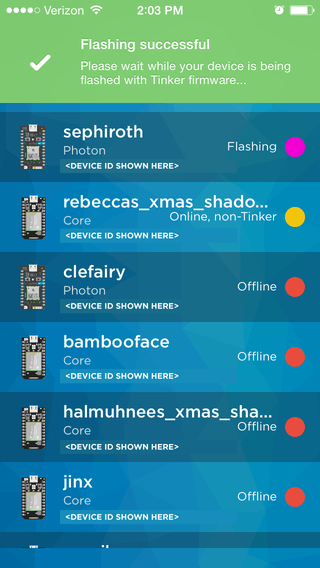 Verizon 2:03 PM
Flashing successful
Please wait while your device is being
flashed with Tinker firmware...
sephiroth
Photon
Flashing
<DEVICE ID SHOWN HERE>
rebeccas_xmas_shado...
Core
Online, non-Tinker
<DEVICE ID SHOWN HERE>
clefairy
Photon
Offline
<DEVICE ID SHOWN HERE>
bambooface
Core
Offline
<DEVICE ID SHOWN HERE>
halmuhnees_xmas_sha...
Core
Offline
<DEVICE ID SHOWN HERE>
jinx
Core
Offline
<DEVICE ID SHOWN HERE>